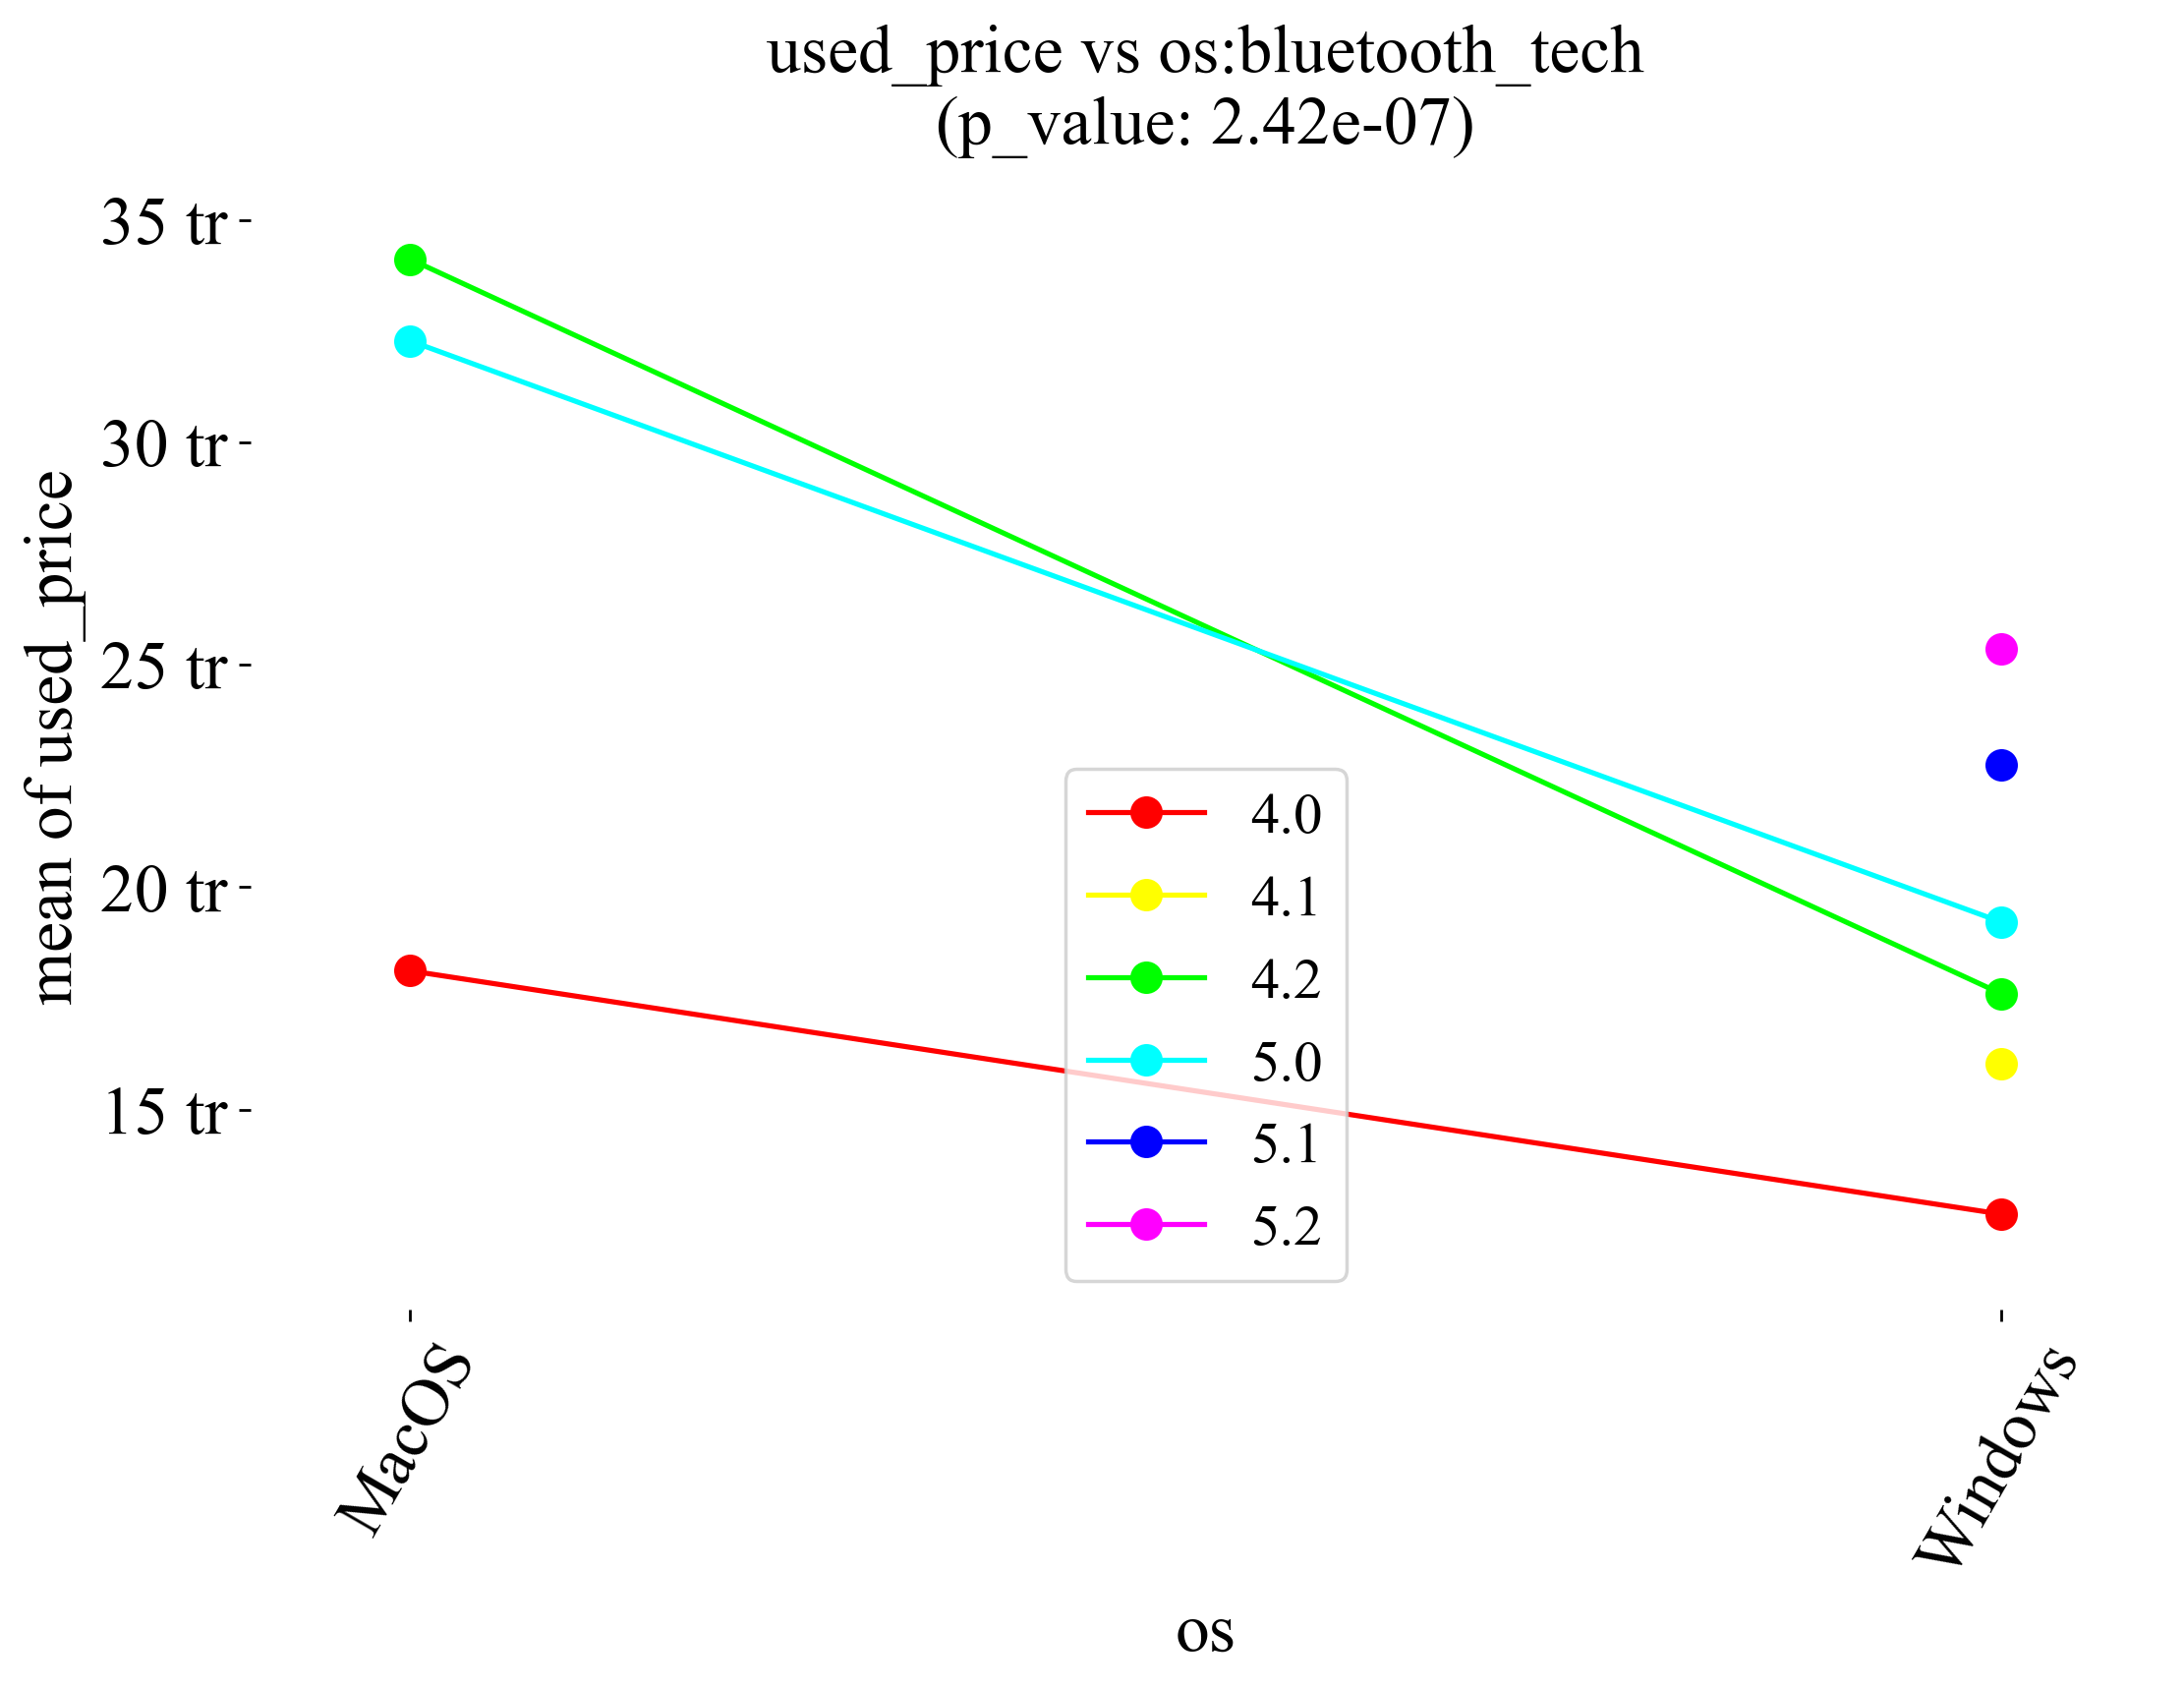 used_price vs os:bluetooth_tech
(p_value: 2.42e-07)
35 tr
30 tr
25 tr
20 tr
15 tr
mean of used_price
4.0
4.1
4.2
5.0
5.1
5.2
MacOS
Windows
os